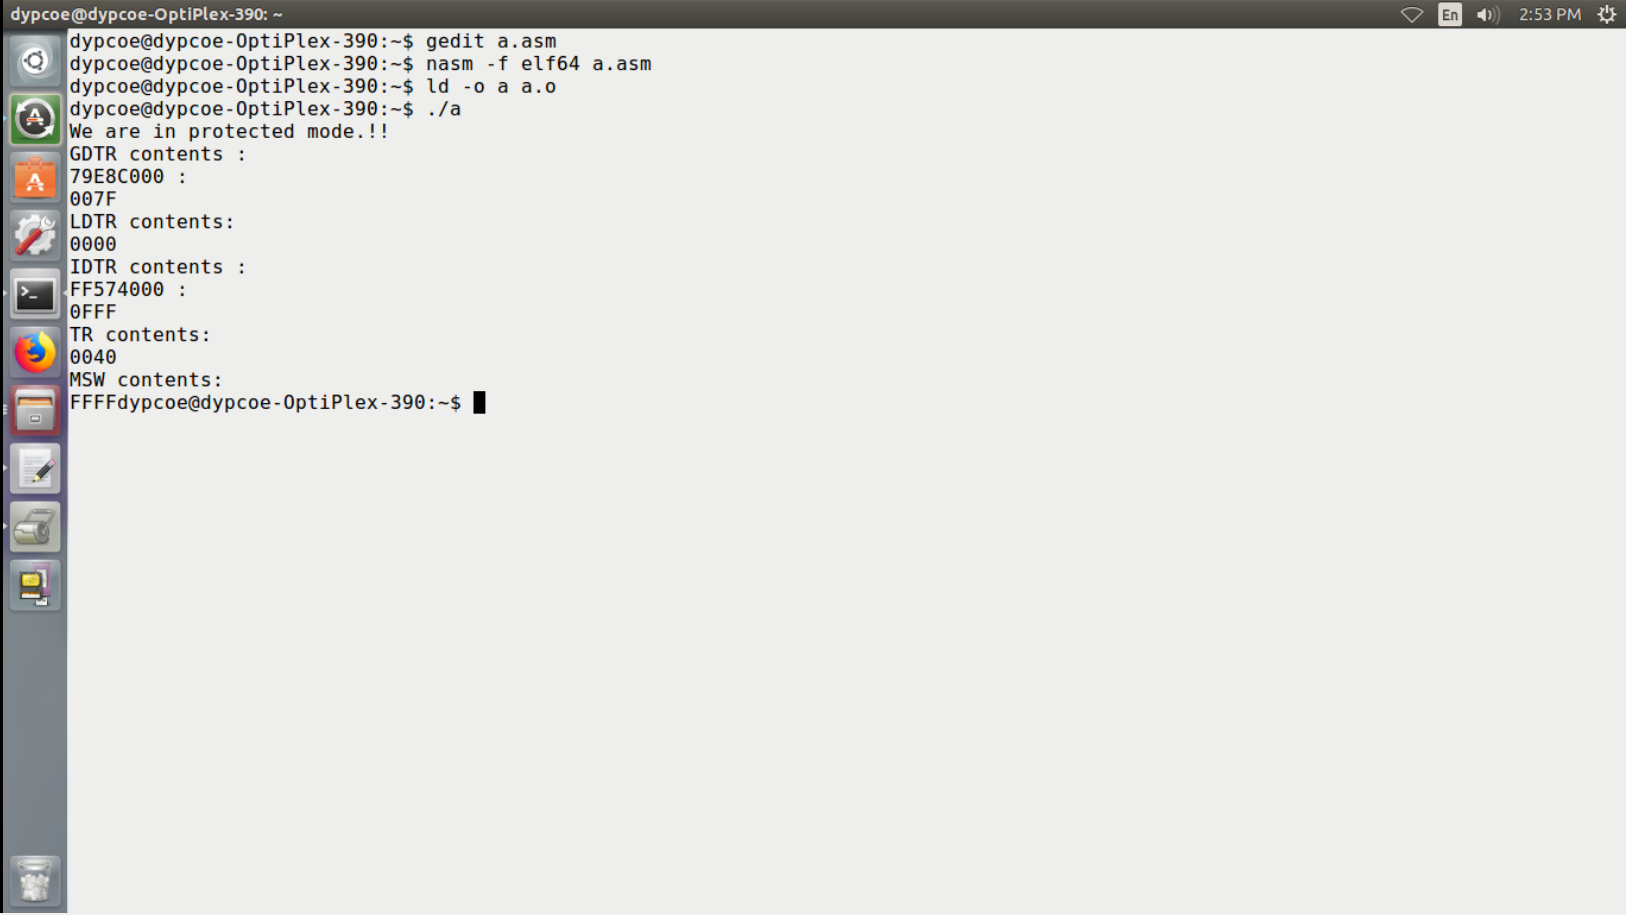 dypcoe@dypcoe-OptiPlex-390: ~
En
2:53 PM
dypcoe@dypcoe-OptiPlex-390:~$ gedit a.asm
dypcoe@dypcoe-OptiPlex-390:~$ nasm -f elf64 a.asm
dypcoe@dypcoe-OptiPlex-390:~$ ld -o a a.o
dypcoe@dypcoe-OptiPlex-390:~$ ./a
We are in protected mode.!!
GDTR contents :
79E8C000 :
007F
LDTR contents:
0000
IDTR contents :
FF574000 :
0FFF
TR contents:
0040
MSW contents:
FFFFdypcoe@dypcoe-OptiPlex-390:~$